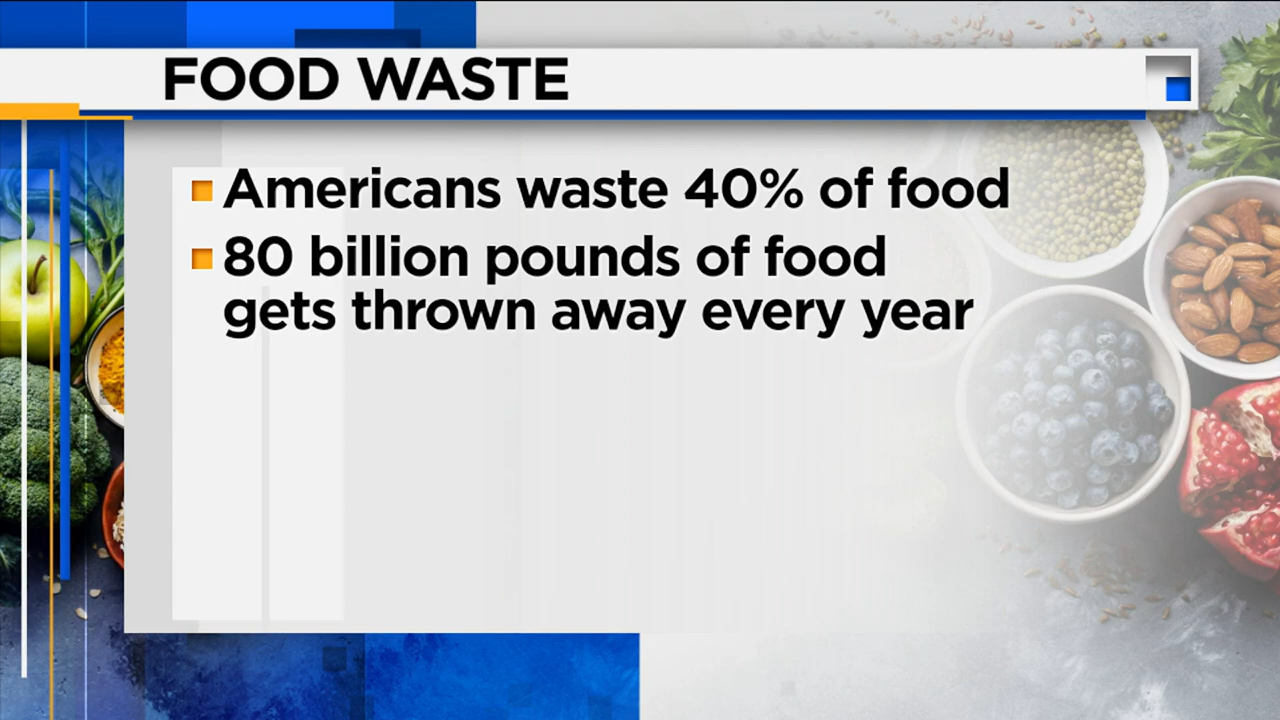 FOOD WASTE
Americans waste 40% of food
80 billion pounds of food
gets thrown away every year